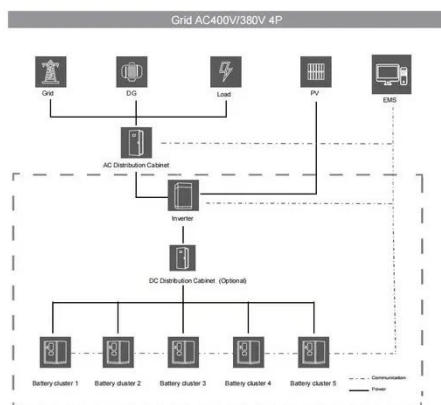 Grid AC400V/380V 4P
Grid
DG
Load
PV
EMS
AC Distribution Cabinet
Inverter
DC Distribution Cabinet (Optional)
Battery cluster 1
Battery cluster 2
Battery cluster 3
Battery cluster 4
Battery cluster 5
Communication
Power